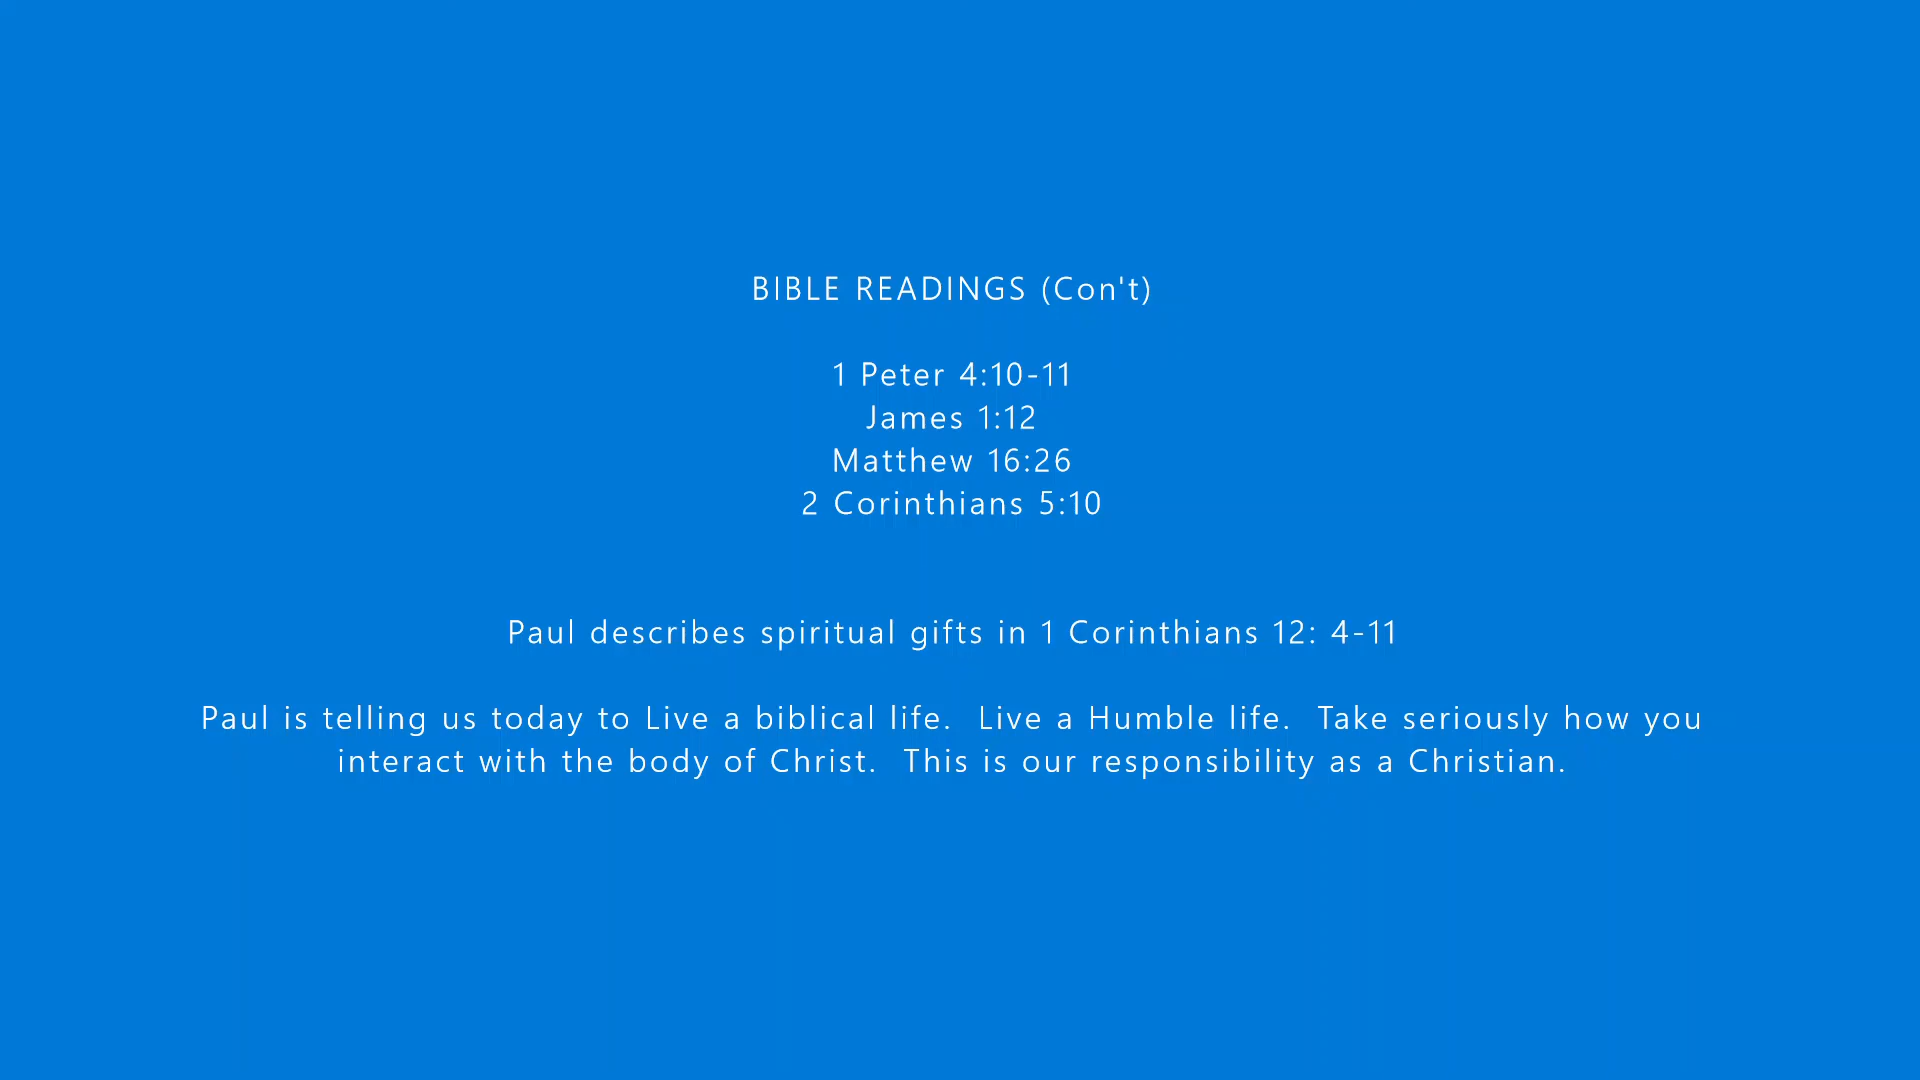 BIBLE READINGS (Con't)
1 Peter 4:10-11
James 1:12
Matthew 16:26
2 Corinthians 5:10
Paul describes spiritual gifts in 1 Corinthians 12: 4-11
Paul is telling us today to Live a biblical life.  Live a Humble life.  Take seriously how you
interact with the body of Christ.  This is our responsibility as a Christian.